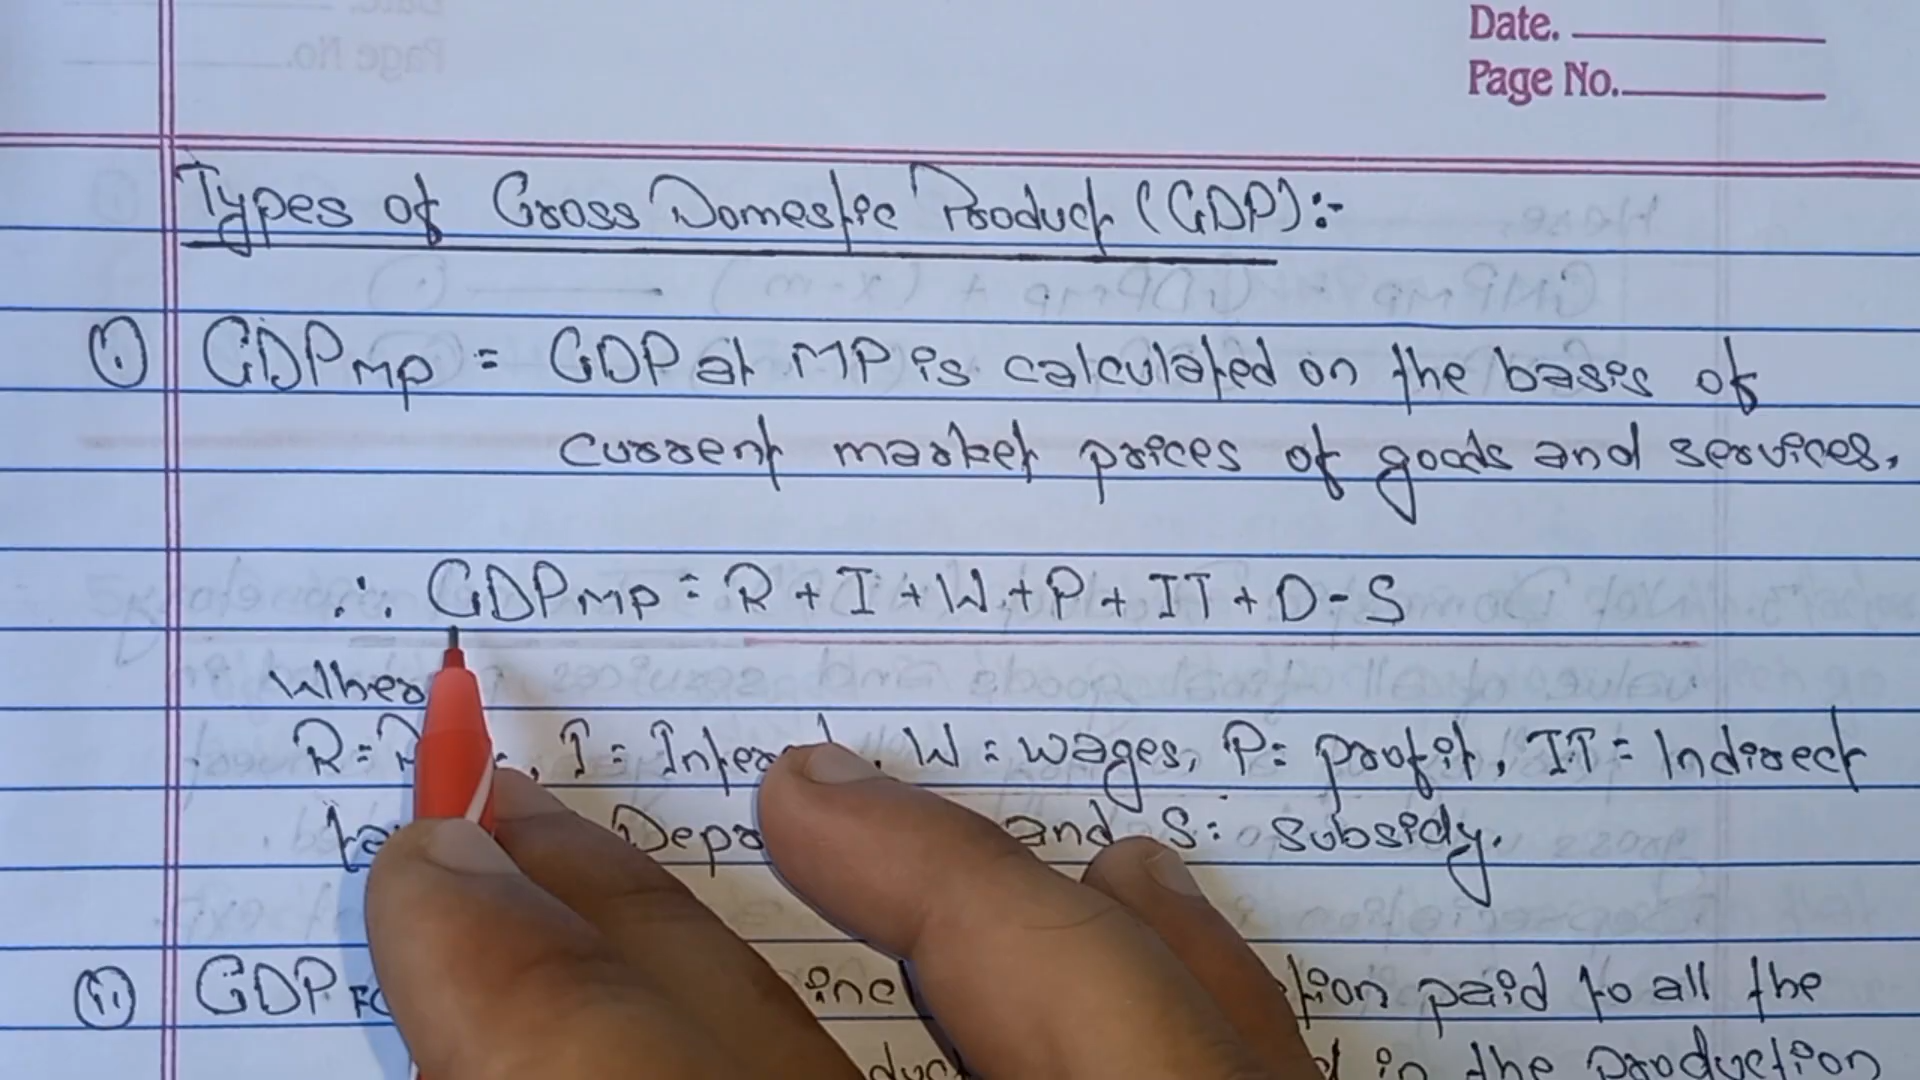 Date.
Page No.
Types of Gross Domestic Product (GDP):-
(i) GDPMP = GDP at MP is calculated on the basis of
current market prices of goods and services.
∴ GDPMP = R + I + W + P + IT + D - S
R = I = W = wages, P = profit, IT = Indirect
and S = subsidy.
(ii) GDP paid to all the
in the production